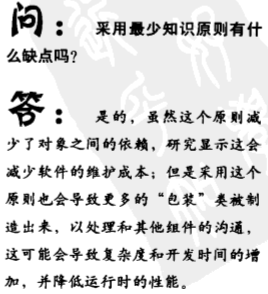 问： 采用最少知识原则有什
么缺点吗？
答： 是的，虽然这个原则减
少了对象之间的依赖，研究显示这会
减少软件的维护成本；但是采用这个
原则也会导致更多的“包装”类被制
造出来，以处理和其他组件的沟通，
这可能会导致复杂度和开发时间的增
加，并降低运行时的性能。